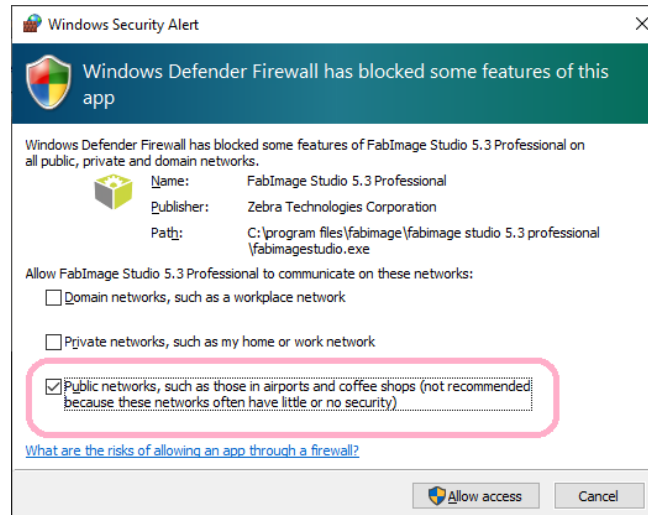 Windows Security Alert
Windows Defender Firewall has blocked some features of this
app
Windows Defender Firewall has blocked some features of FabImage Studio 5.3 Professional on
all public, private and domain networks.
Name: FabImage Studio 5.3 Professional
Publisher: Zebra Technologies Corporation
Path: C:\program files\fabimage\fabimage studio 5.3 professional
\fabimagestudio.exe
Allow FabImage Studio 5.3 Professional to communicate on these networks:
Domain networks, such as a workplace network
Private networks, such as my home or work network
Public networks, such as those in airports and coffee shops (not recommended
because these networks often have little or no security)
What are the risks of allowing an app through a firewall?
Allow access Cancel